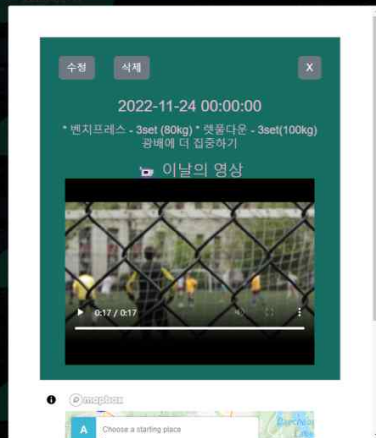 수정 삭제 X
2022-11-24 00:00:00
* 벤치프레스 - 3set (80kg) * 렛풀다운 - 3set(100kg)
광배에 더 집중하기
이날의 영상
0:17 / 0:17
mapbox
A Choose a starting place